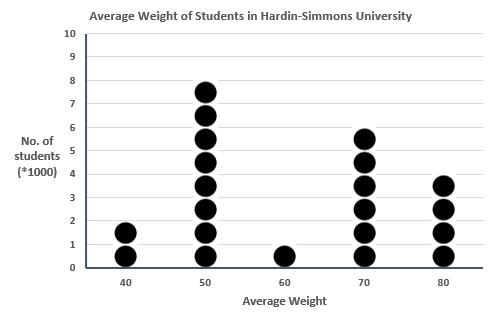 Average Weight of Students in Hardin-Simmons University
10
9
8
7
6
5
4
3
2
1
0
No. of
students
(*1000)
40 50 60 70 80
Average Weight